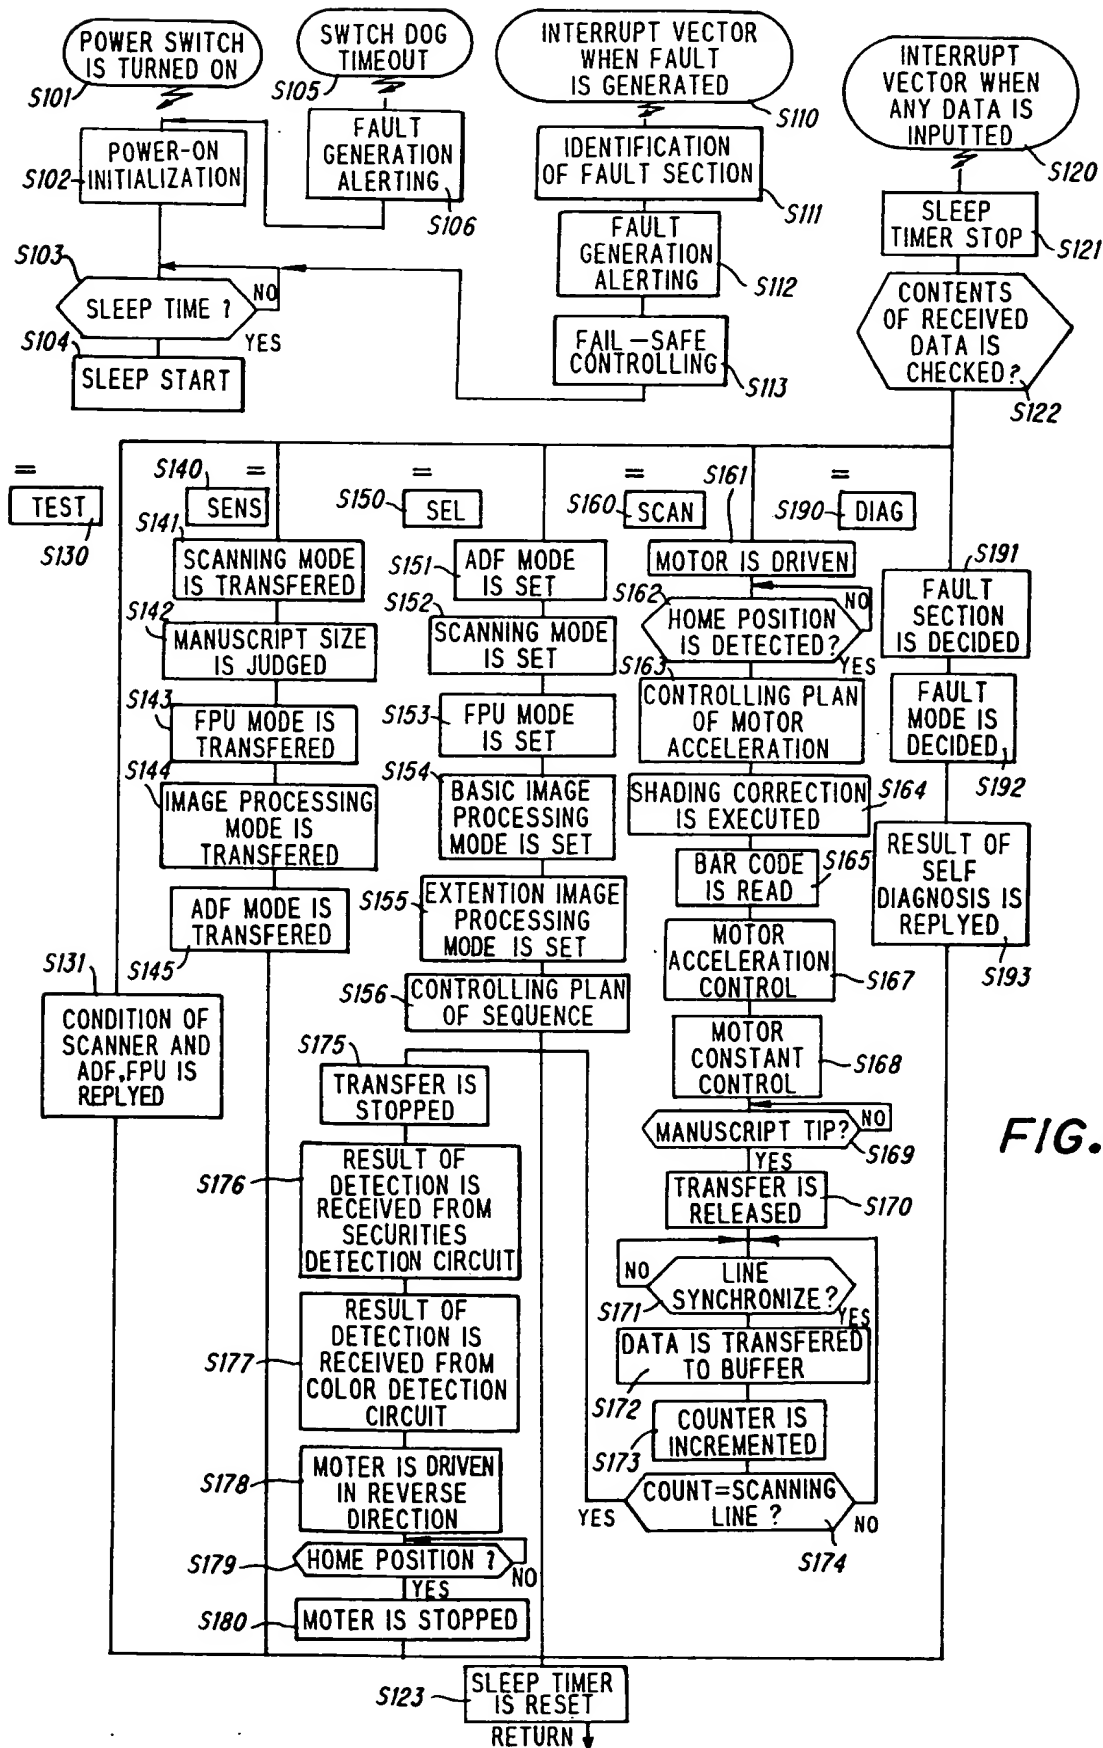 POWER SWITCH
IS TURNED ON
S101
POWER-ON
INITIALIZATION
S102
S103
SLEEP TIME ?
NO
YES
S104
SLEEP START
SWTCH DOG
TIMEOUT
S105
FAULT
GENERATION
ALERTING
S106
INTERRUPT VECTOR
WHEN FAULT
IS GENERATED
S110
IDENTIFICATION
OF FAULT SECTION
S111
FAULT
GENERATION
ALERTING
S112
FAIL-SAFE
CONTROLLING
S113
INTERRUPT
VECTOR WHEN
ANY DATA IS
INPUTTED
S120
SLEEP
TIMER STOP
S121
CONTENTS
OF RECEIVED
DATA IS
CHECKED?
S122
=
TEST
S130
S131
CONDITION OF
SCANNER AND
ADF,FPU IS
REPLYED
=
S140
SENS
S141
SCANNING MODE
IS TRANSFERED
S142
MANUSCRIPT SIZE
IS JUDGED
S143
FPU MODE IS
TRANSFERED
S144
IMAGE PROCESSING
MODE IS
TRANSFERED
ADF MODE IS
TRANSFERED
S145
=
S150
SEL
S151
ADF MODE
IS SET
S152
SCANNING MODE
IS SET
S153
FPU MODE
IS SET
S154
BASIC IMAGE
PROCESSING
MODE IS SET
S155
EXTENTION IMAGE
PROCESSING
MODE IS SET
S156
CONTROLLING PLAN
OF SEQUENCE
=
S160
SCAN
S161
MOTOR IS DRIVEN
S162
HOME POSITION
IS DETECTED?
NO
YES
S163
CONTROLLING PLAN
OF MOTOR
ACCELERATION
SHADING CORRECTION
IS EXECUTED
S164
BAR CODE
IS READ
S165
MOTOR
ACCELERATION
CONTROL
S167
MOTOR
CONSTANT
CONTROL
S168
NO
MANUSCRIPT TIP?
S169
YES
TRANSFER IS
RELEASED
S170
NO
LINE
SYNCHRONIZE?
S171
YES
DATA IS TRANSFERED
TO BUFFER
S172
COUNTER IS
INCREMENTED
S173
COUNT=SCANNING
LINE ?
YES
NO
S174
S175
TRANSFER IS
STOPPED
S176
RESULT OF
DETECTION IS
RECEIVED FROM
SECURITIES
DETECTION CIRCUIT
S177
RESULT OF
DETECTION IS
RECEIVED FROM
COLOR DETECTION
CIRCUIT
S178
MOTER IS DRIVEN
IN REVERSE
DIRECTION
S179
HOME POSITION ?
NO
YES
S180
MOTER IS STOPPED
=
S190
DIAG
S191
FAULT
SECTION
IS DECIDED
FAULT
MODE IS
DECIDED
S192
RESULT OF
SELF
DIAGNOSIS IS
REPLYED
S193
S123
SLEEP TIMER
IS RESET
RETURN
FIG.